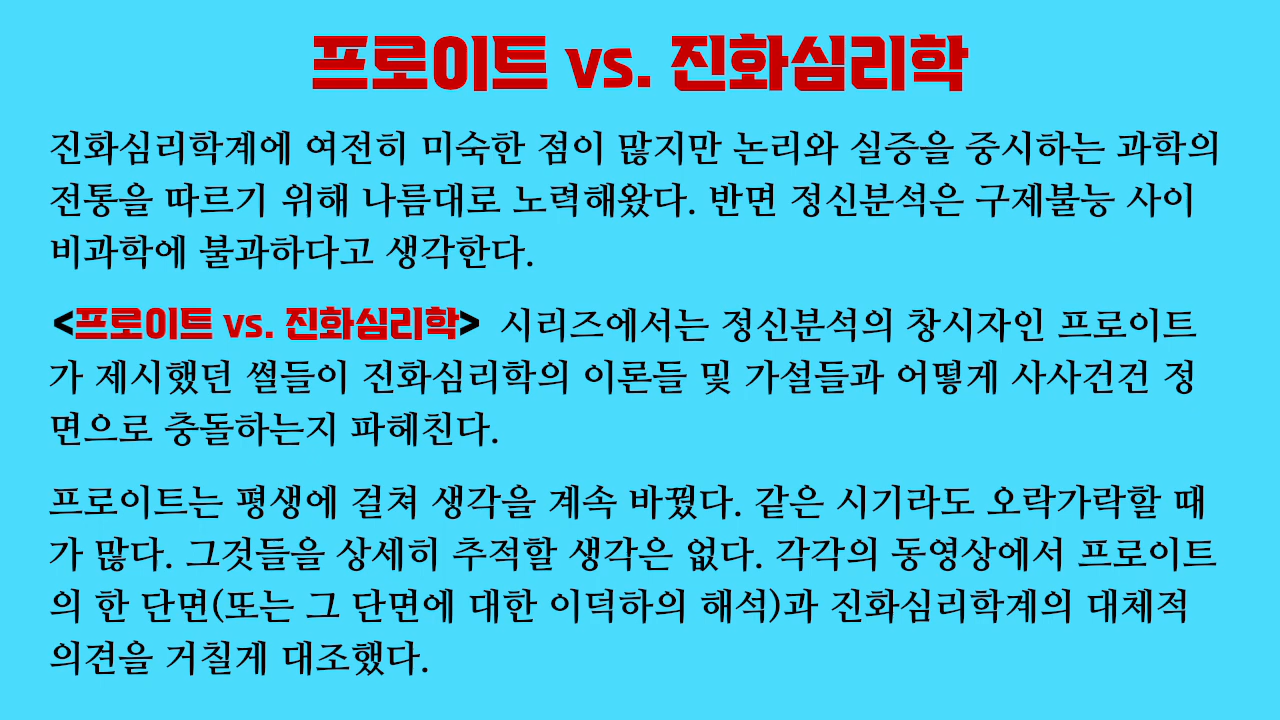 프로이트 vs. 진화심리학
진화심리학계에 여전히 미숙한 점이 많지만 논리와 실증을 중시하는 과학의
전통을 따르기 위해 나름대로 노력해왔다. 반면 정신분석은 구제불능 사이
비과학에 불과하다고 생각한다.
<프로이트 vs. 진화심리학> 시리즈에서는 정신분석의 창시자인 프로이트
가 제시했던 썰들이 진화심리학의 이론들 및 가설들과 어떻게 사사건건 정
면으로 충돌하는지 파헤친다.
프로이트는 평생에 걸쳐 생각을 계속 바꿨다. 같은 시기라도 오락가락할 때
가 많다. 그것들을 상세히 추적할 생각은 없다. 각각의 동영상에서 프로이트
의 한 단면(또는 그 단면에 대한 이덕하의 해석)과 진화심리학계의 대체적
의견을 거칠게 대조했다.